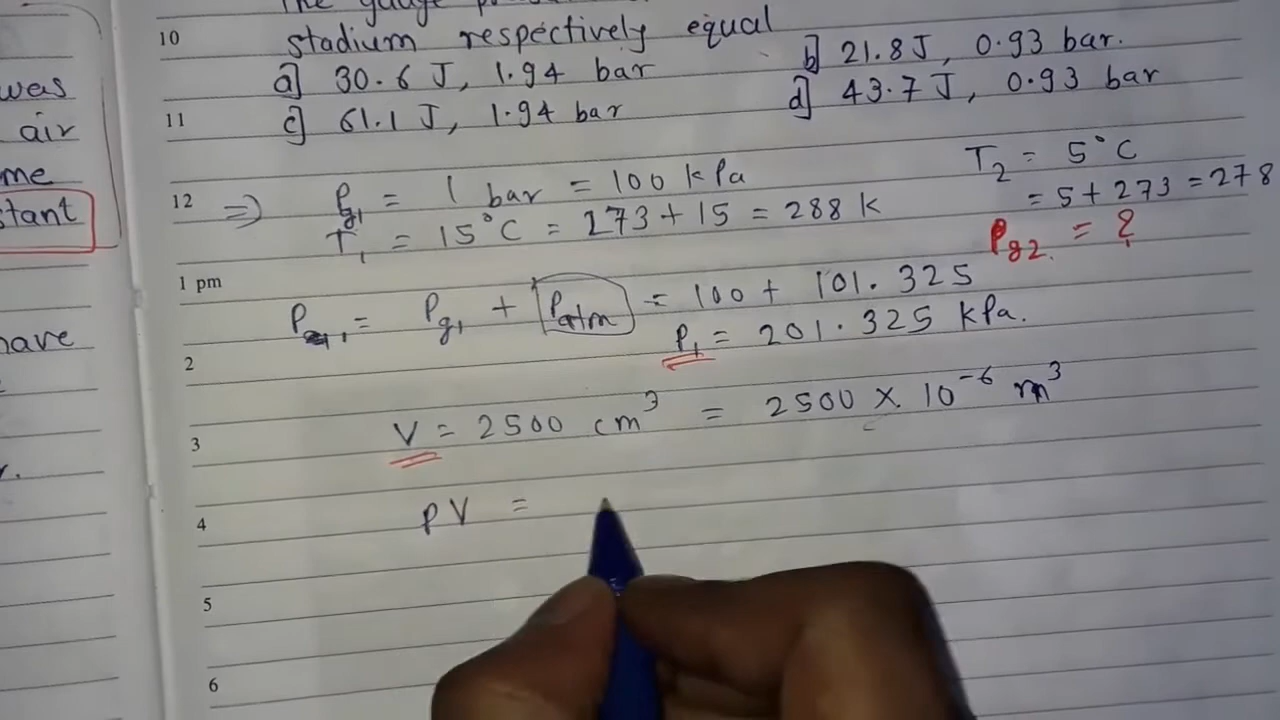 The gauge
10 stadium respectively equal
a] 30.6 J, 1.94 bar b] 21.8 J, 0.93 bar.
11 c] 61.1 J, 1.94 bar d] 43.7 J, 0.93 bar
was
air
me
stant
have
r.
12 ⇒ Pg1 = 1 bar = 100 kPa T2 = 5°C
T1 = 15°C = 273 + 15 = 288 K = 5 + 273 = 278
1 pm Pg2. = ?
P1 = Pg1 + Patm = 100 + 101.325
2 P1 = 201.325 kPa.
3 V = 2500 cm³ = 2500 × 10⁻⁶ m³
4 PV =
5
6